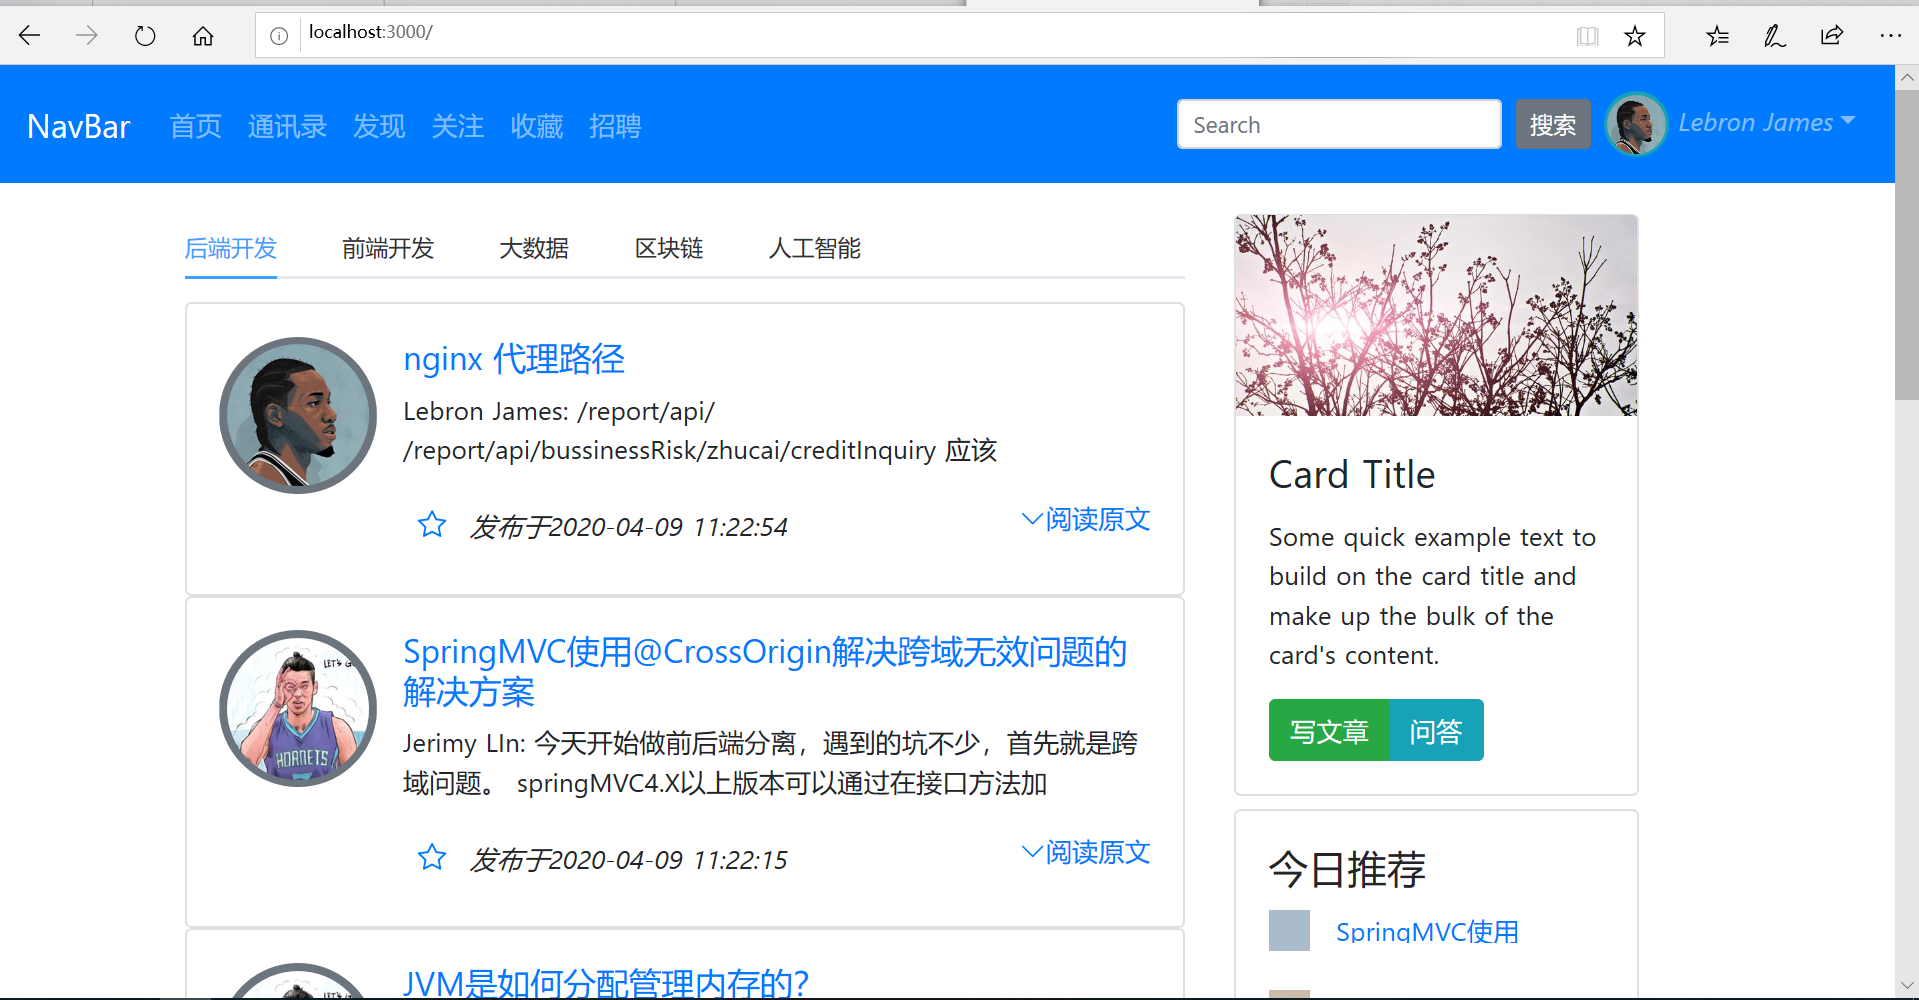 localhost:3000/
NavBar 首页 通讯录 发现 关注 收藏 招聘 Search 搜索 Lebron James
后端开发 前端开发 大数据 区块链 人工智能
nginx 代理路径
Lebron James: /report/api/
/report/api/bussinessRisk/zhucai/creditInquiry 应该
发布于2020-04-09 11:22:54 阅读原文
LET'S G
HORNETS
SpringMVC使用@CrossOrigin解决跨域无效问题的
解决方案
Jerimy LIn: 今天开始做前后端分离，遇到的坑不少，首先就是跨
域问题。 springMVC4.X以上版本可以通过在接口方法加
发布于2020-04-09 11:22:15 阅读原文
JVM是如何分配管理内存的?
Card Title
Some quick example text to
build on the card title and
make up the bulk of the
card's content.
写文章 问答
今日推荐
SpringMVC使用